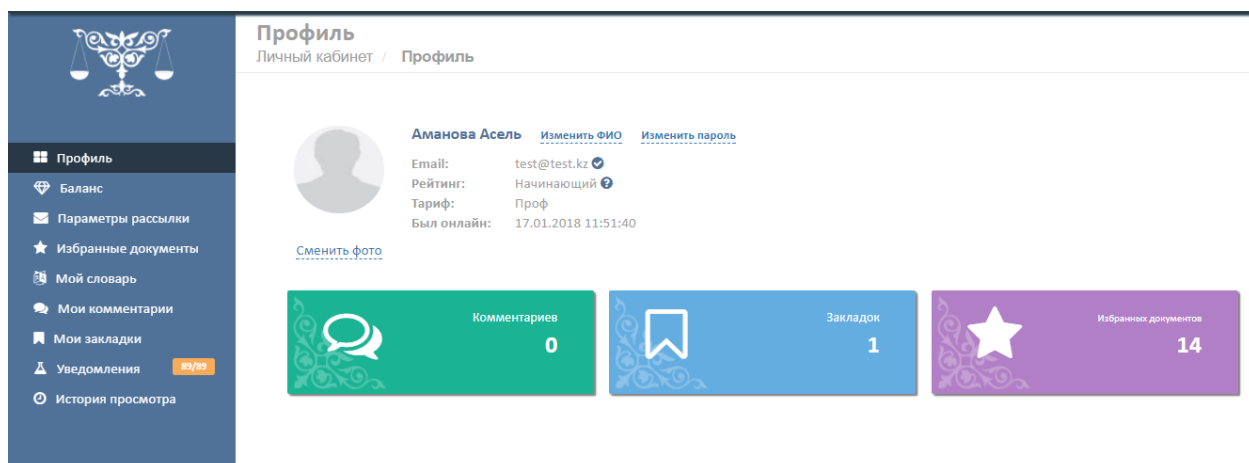 Профиль
Личный кабинет / Профиль
Профиль
Баланс
Параметры рассылки
Избранные документы
Мой словарь
Мои комментарии
Мои закладки
Уведомления 89/89
История просмотра
Аманова Асель Изменить ФИО Изменить пароль
Email: test@test.kz
Рейтинг: Начинающий
Тариф: Проф
Был онлайн: 17.01.2018 11:51:40
Сменить фото
Комментариев
0
Закладок
1
Избранных документов
14